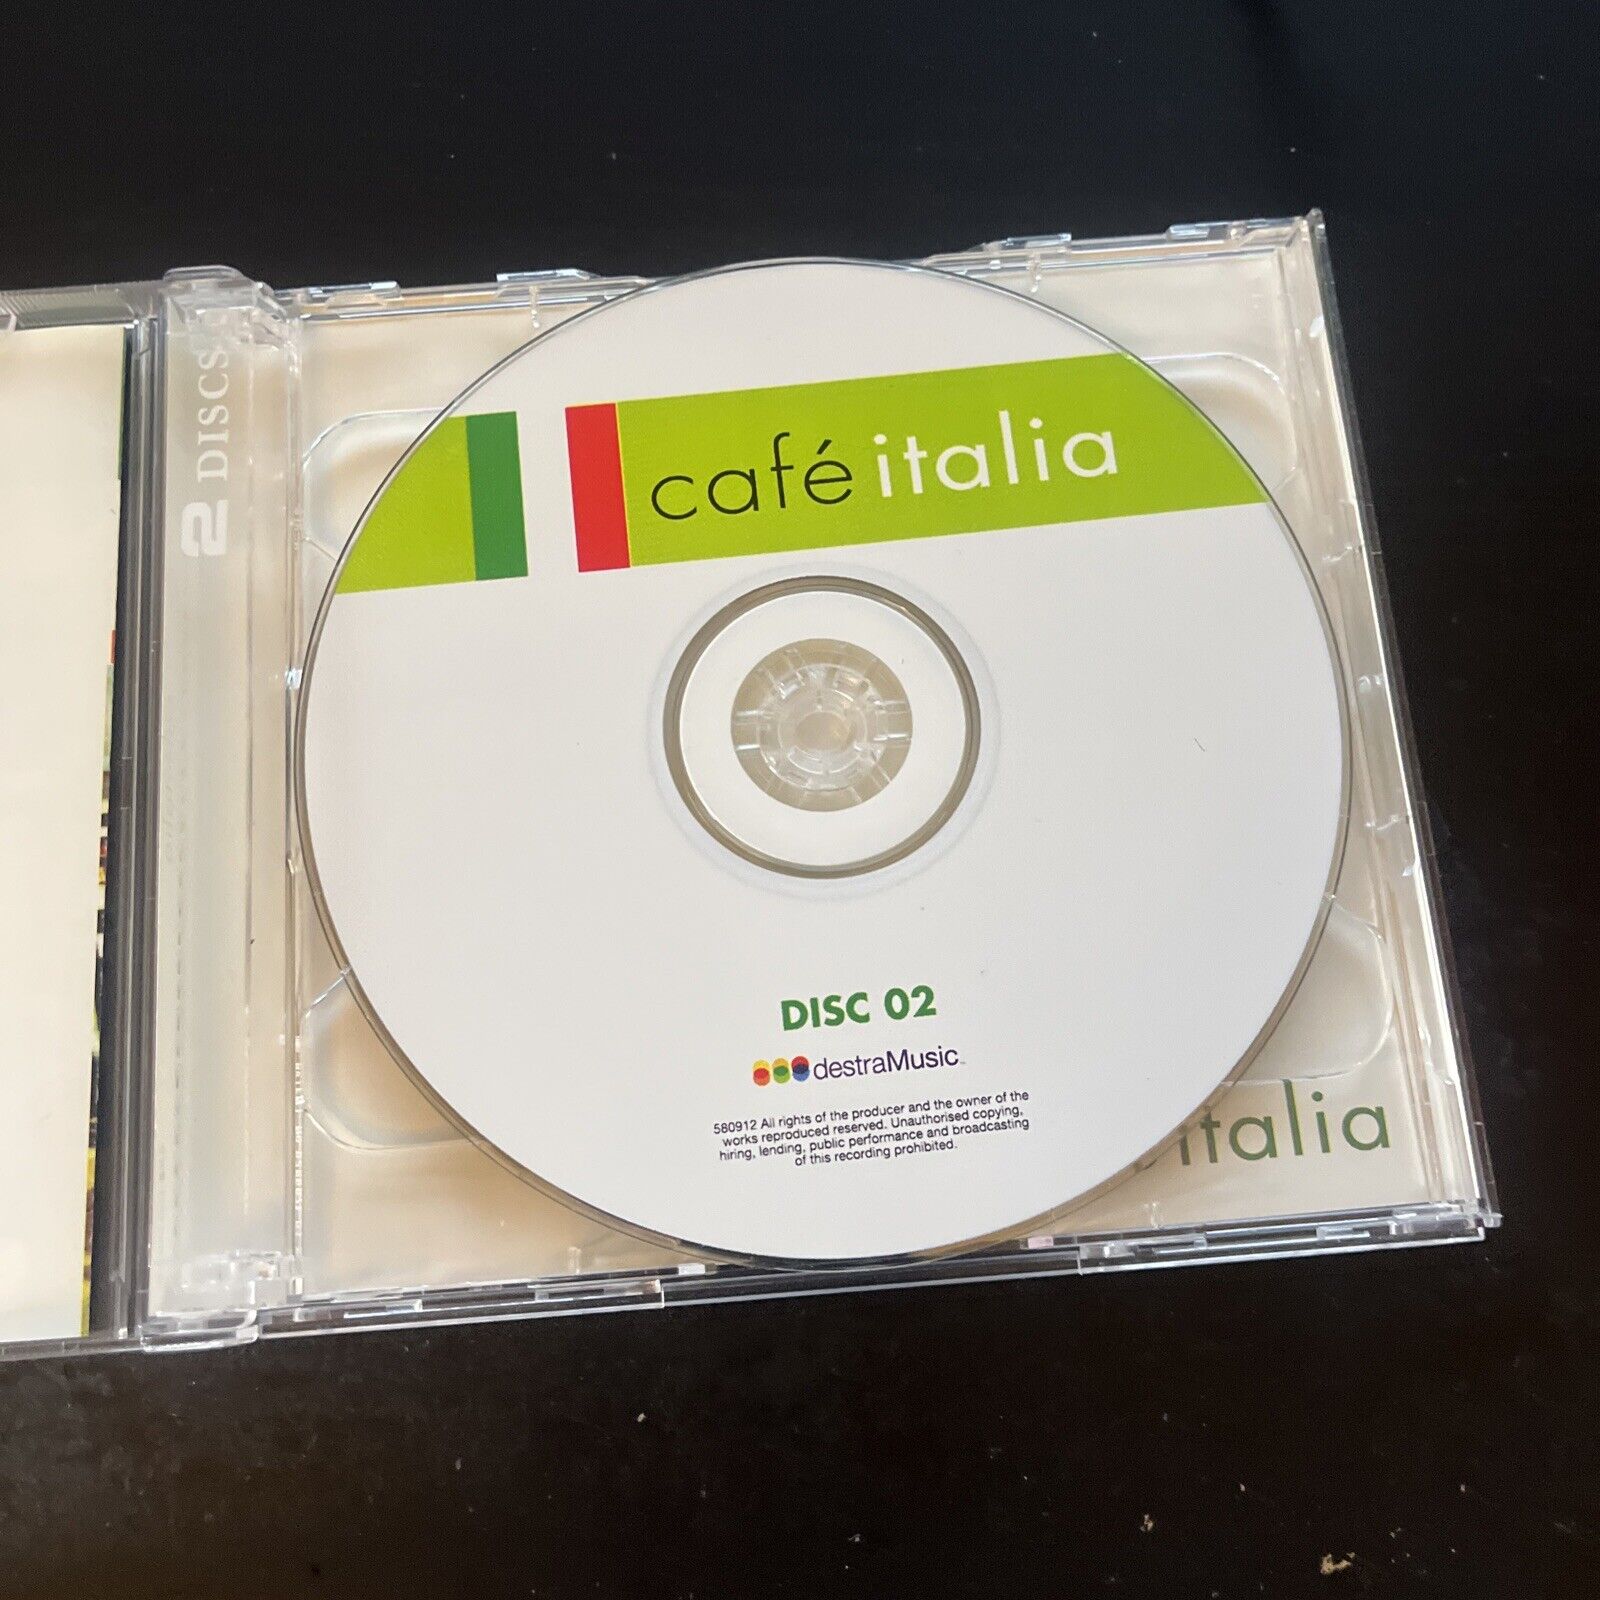 2 DISCS
café italia
DISC 02
destraMusic
580912 All rights of the producer and the owner of the
works reproduced reserved. Unauthorised copying,
hiring, lending, public performance and broadcasting
of this recording prohibited.
italia